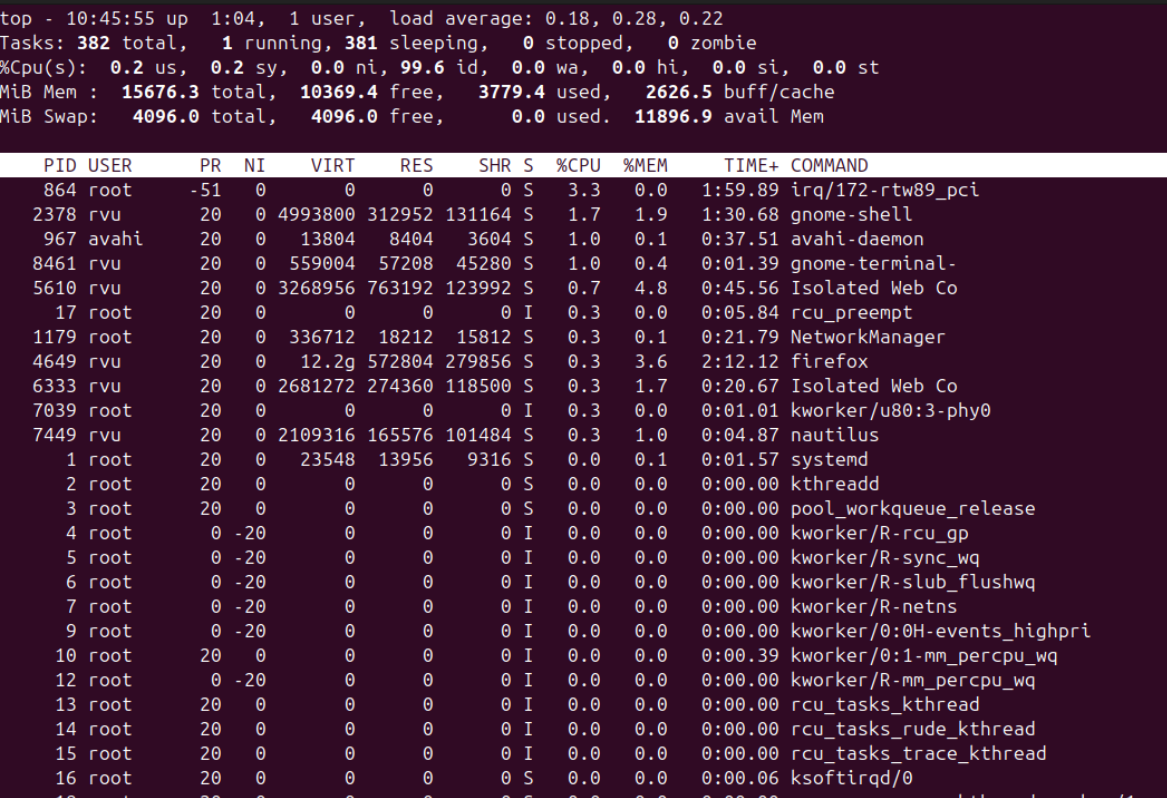 top - 10:45:55 up  1:04,  1 user,  load average: 0.18, 0.28, 0.22
Tasks: 382 total,   1 running, 381 sleeping,   0 stopped,   0 zombie
%Cpu(s):  0.2 us,  0.2 sy,  0.0 ni, 99.6 id,  0.0 wa,  0.0 hi,  0.0 si,  0.0 st
MiB Mem :  15676.3 total,  10369.4 free,   3779.4 used,   2626.5 buff/cache
MiB Swap:   4096.0 total,   4096.0 free,      0.0 used.  11896.9 avail Mem
PID USER      PR  NI    VIRT    RES    SHR S  %CPU  %MEM     TIME+ COMMAND
864 root     -51   0       0      0      0 S   3.3   0.0   1:59.89 irq/172-rtw89_pci
2378 rvu       20   0 4993800 312952 131164 S   1.7   1.9   1:30.68 gnome-shell
967 avahi     20   0   13804   8404   3604 S   1.0   0.1   0:37.51 avahi-daemon
8461 rvu       20   0  559004  57208  45280 S   1.0   0.4   0:01.39 gnome-terminal-
5610 rvu       20   0 3268956 763192 123992 S   0.7   4.8   0:45.56 Isolated Web Co
17 root      20   0       0      0      0 I   0.3   0.0   0:05.84 rcu_preempt
1179 root      20   0  336712  18212  15812 S   0.3   0.1   0:21.79 NetworkManager
4649 rvu       20   0   12.2g 572804 279856 S   0.3   3.6   2:12.12 firefox
6333 rvu       20   0 2681272 274360 118500 S   0.3   1.7   0:20.67 Isolated Web Co
7039 root      20   0       0      0      0 I   0.3   0.0   0:01.01 kworker/u80:3-phy0
7449 rvu       20   0 2109316 165576 101484 S   0.3   1.0   0:04.87 nautilus
1 root      20   0   23548  13956   9316 S   0.0   0.1   0:01.57 systemd
2 root      20   0       0      0      0 S   0.0   0.0   0:00.00 kthreadd
3 root      20   0       0      0      0 S   0.0   0.0   0:00.00 pool_workqueue_release
4 root       0 -20       0      0      0 I   0.0   0.0   0:00.00 kworker/R-rcu_gp
5 root       0 -20       0      0      0 I   0.0   0.0   0:00.00 kworker/R-sync_wq
6 root       0 -20       0      0      0 I   0.0   0.0   0:00.00 kworker/R-slub_flushwq
7 root       0 -20       0      0      0 I   0.0   0.0   0:00.00 kworker/R-netns
9 root       0 -20       0      0      0 I   0.0   0.0   0:00.00 kworker/0:0H-events_highpri
10 root      20   0       0      0      0 I   0.0   0.0   0:00.39 kworker/0:1-mm_percpu_wq
12 root       0 -20       0      0      0 I   0.0   0.0   0:00.00 kworker/R-mm_percpu_wq
13 root      20   0       0      0      0 I   0.0   0.0   0:00.00 rcu_tasks_kthread
14 root      20   0       0      0      0 I   0.0   0.0   0:00.00 rcu_tasks_rude_kthread
15 root      20   0       0      0      0 I   0.0   0.0   0:00.00 rcu_tasks_trace_kthread
16 root      20   0       0      0      0 S   0.0   0.0   0:00.06 ksoftirqd/0